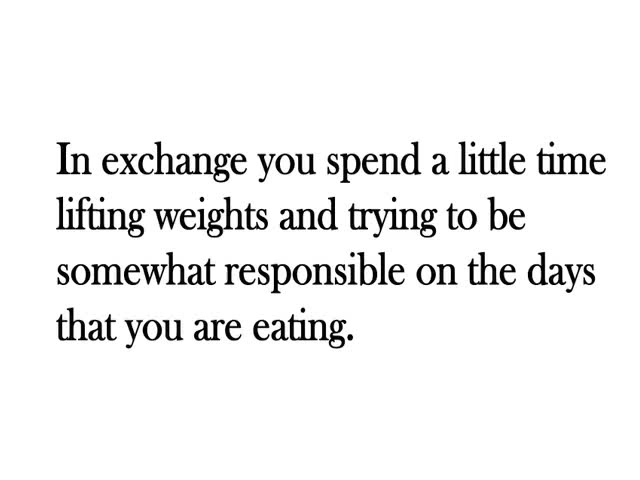 In exchange you spend a little time
lifting weights and trying to be
somewhat responsible on the days
that you are eating.